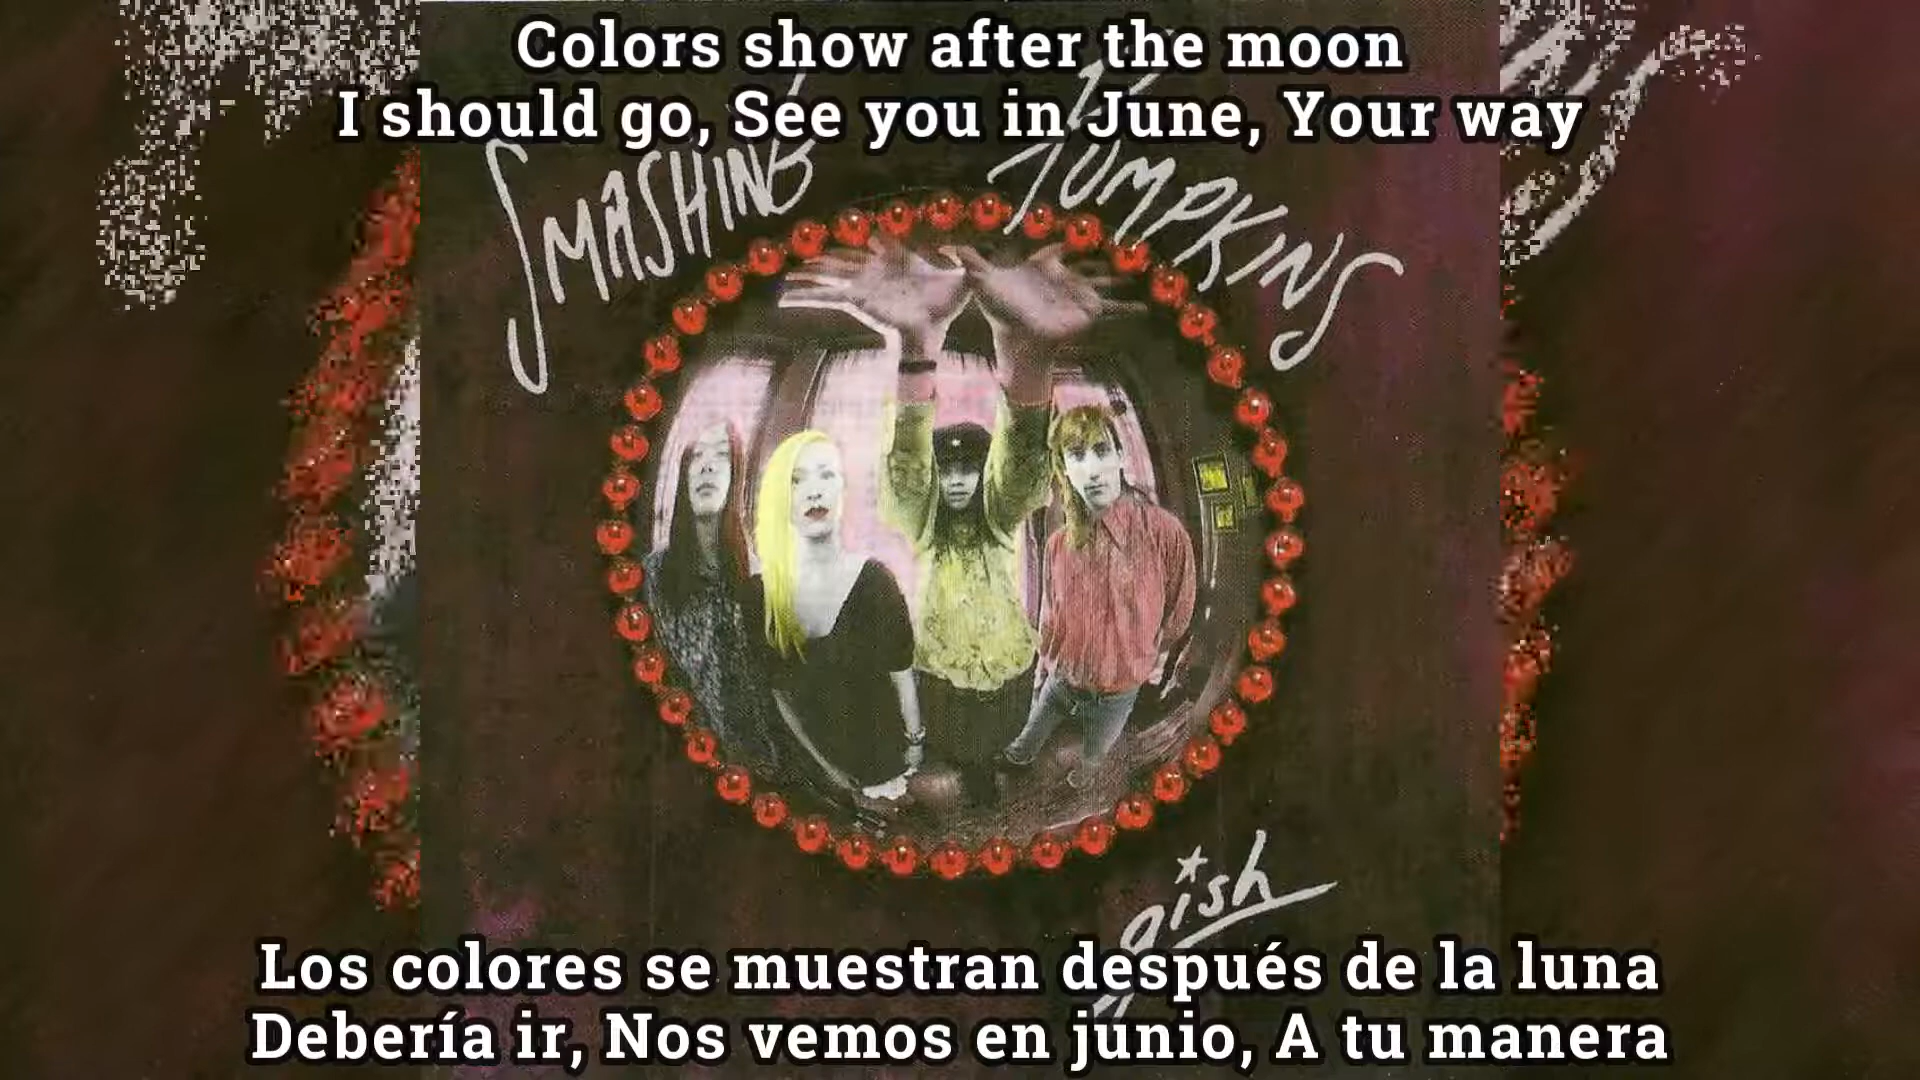 Colors show after the moon
I should go, See you in June, Your way
SMASHING PUMPKINS
gish
Los colores se muestran después de la luna
Debería ir, Nos vemos en junio, A tu manera